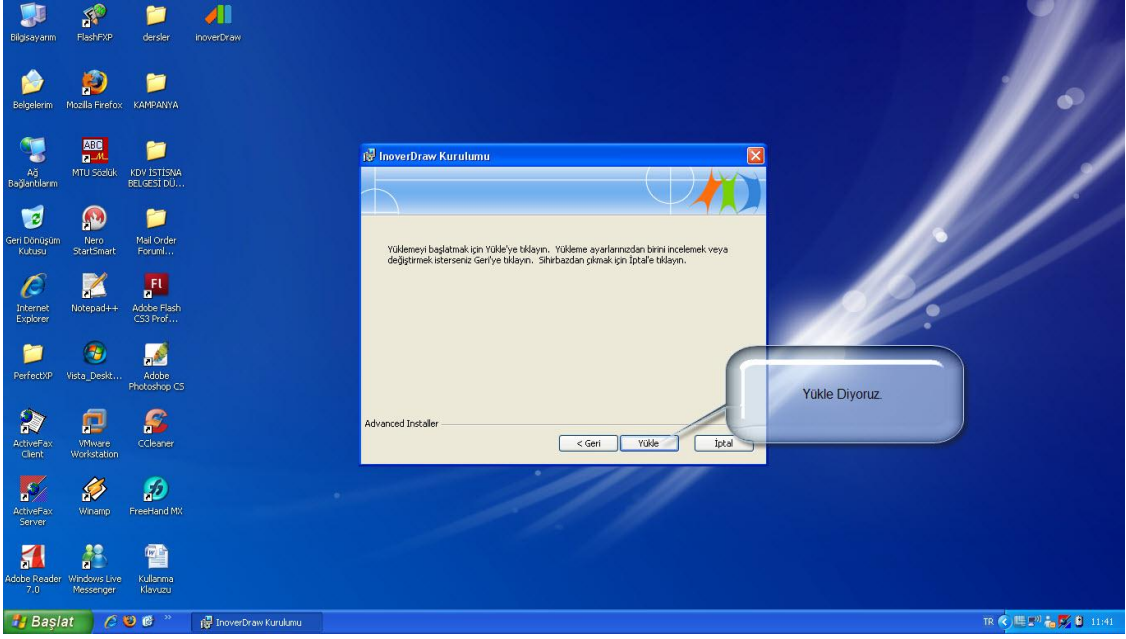 Bilgisayarım
FlashFXP
dersler
inoverDraw
Belgelerim
Mozilla Firefox
KAMPANYA
Ağ
Bağlantılarım
ABC
MTU Sözlük
KDV İSTİSNA
BELGESİ DÜ...
Geri Dönüşüm
Kutusu
Nero
StartSmart
Mail Order
Foruml...
Internet
Explorer
Notepad++
FL
Adobe Flash
CS3 Prof...
PerfectXP
Vista_Deskt...
Adobe
Photoshop CS
ActiveFax
Client
VMware
Workstation
CCleaner
ActiveFax
Server
Winamp
FreeHand MX
Adobe Reader
7.0
Windows Live
Messenger
Kullanma
Klavuzu
InoverDraw Kurulumu
Yüklemeyi başlatmak için Yükle'ye tıklayın. Yükleme ayarlarınızdan birini incelemek veya
değiştirmek isterseniz Geri'ye tıklayın. Sihirbazdan çıkmak için İptal'e tıklayın.
Advanced Installer
< Geri
Yükle
İptal
Yükle Diyoruz.
Başlat
InoverDraw Kurulumu
TR
11:41